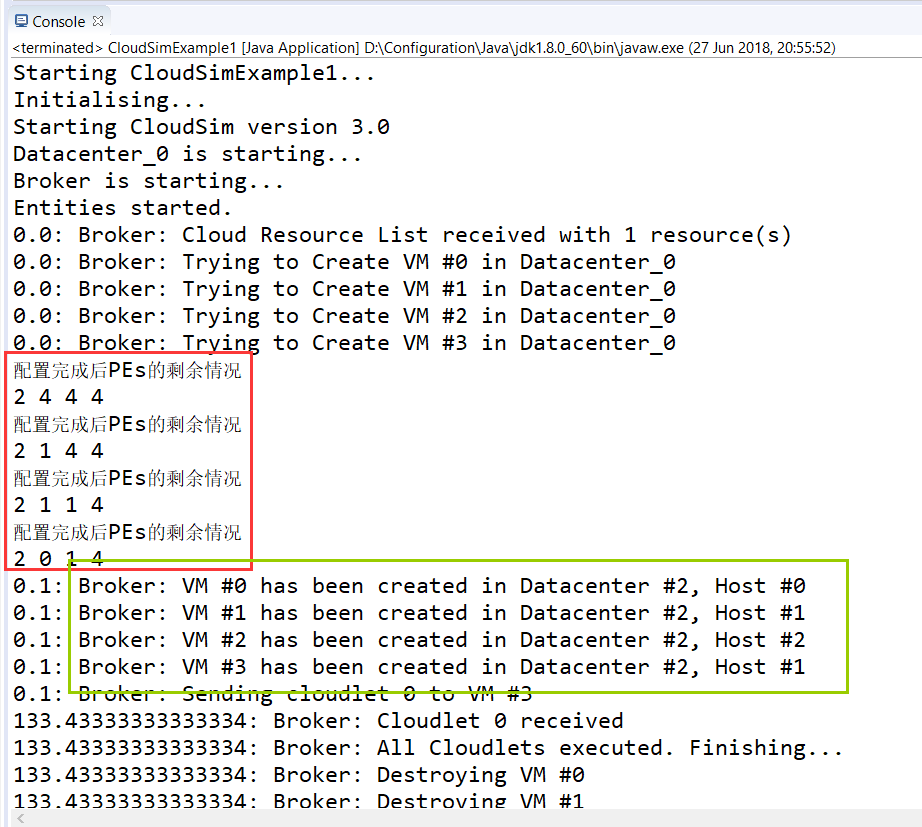 Console
<terminated> CloudSimExample1 [Java Application] D:\Configuration\Java\jdk1.8.0_60\bin\javaw.exe (27 Jun 2018, 20:55:52)
Starting CloudSimExample1...
Initialising...
Starting CloudSim version 3.0
Datacenter_0 is starting...
Broker is starting...
Entities started.
0.0: Broker: Cloud Resource List received with 1 resource(s)
0.0: Broker: Trying to Create VM #0 in Datacenter_0
0.0: Broker: Trying to Create VM #1 in Datacenter_0
0.0: Broker: Trying to Create VM #2 in Datacenter_0
0.0: Broker: Trying to Create VM #3 in Datacenter_0
配置完成后PEs的剩余情况
2 4 4 4
配置完成后PEs的剩余情况
2 1 4 4
配置完成后PEs的剩余情况
2 1 1 4
配置完成后PEs的剩余情况
2 0 1 4
0.1: Broker: VM #0 has been created in Datacenter #2, Host #0
0.1: Broker: VM #1 has been created in Datacenter #2, Host #1
0.1: Broker: VM #2 has been created in Datacenter #2, Host #2
0.1: Broker: VM #3 has been created in Datacenter #2, Host #1
0.1: Broker: Sending cloudlet 0 to VM #3
133.43333333333334: Broker: Cloudlet 0 received
133.43333333333334: Broker: All Cloudlets executed. Finishing...
133.43333333333334: Broker: Destroying VM #0
133.43333333333334: Broker: Destroying VM #1